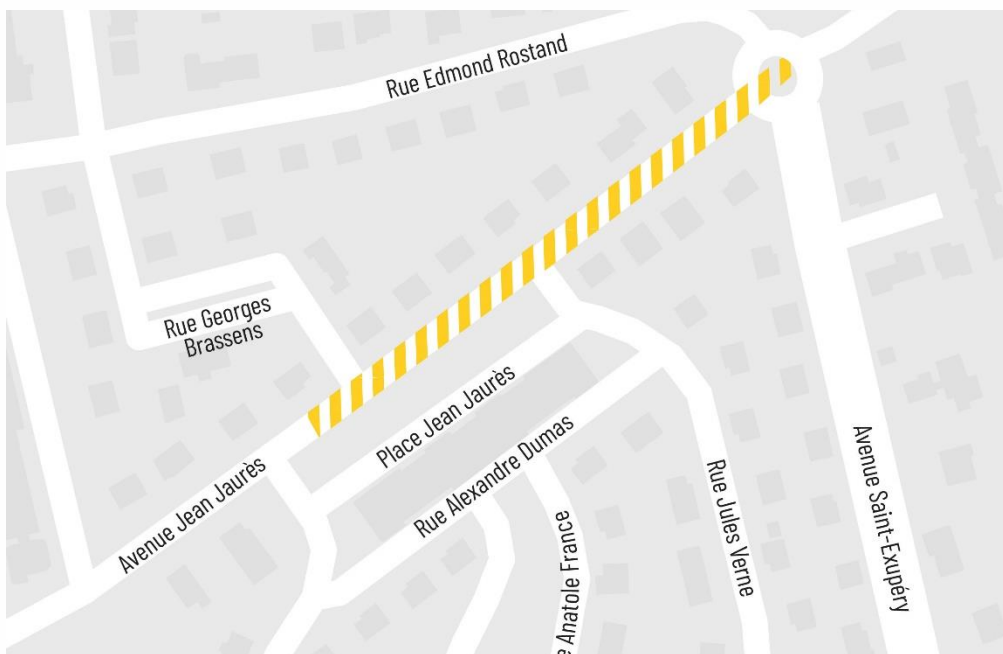 Rue Edmond Rostand
Rue Georges
Brassens
Place Jean Jaurès
Avenue Jean Jaurès
Rue Alexandre Dumas
Anatole France
Rue Jules Verne
Avenue Saint-Exupéry